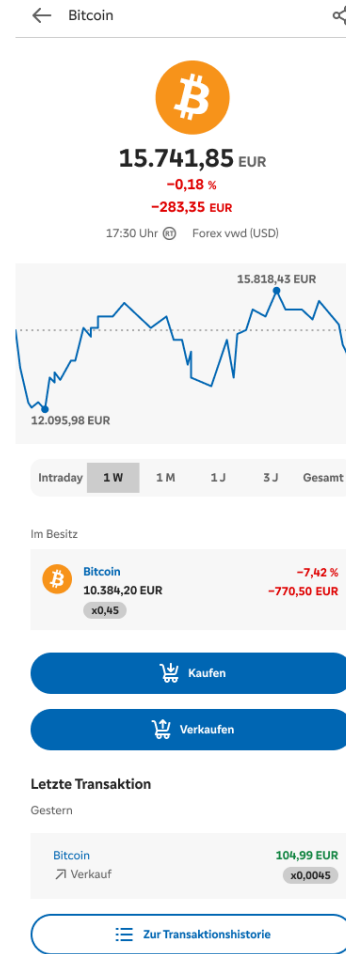 Bitcoin
15.741,85 EUR
−0,18 %
−283,35 EUR
17:30 Uhr RT Forex vwd (USD)
15.818,43 EUR
12.095,98 EUR
Intraday 1 W 1 M 1 J 3 J Gesamt
Im Besitz
Bitcoin −7,42 %
10.384,20 EUR −770,50 EUR
x0,45
Kaufen
Verkaufen
Letzte Transaktion
Gestern
Bitcoin 104,99 EUR
Verkauf x0,0045
Zur Transaktionshistorie